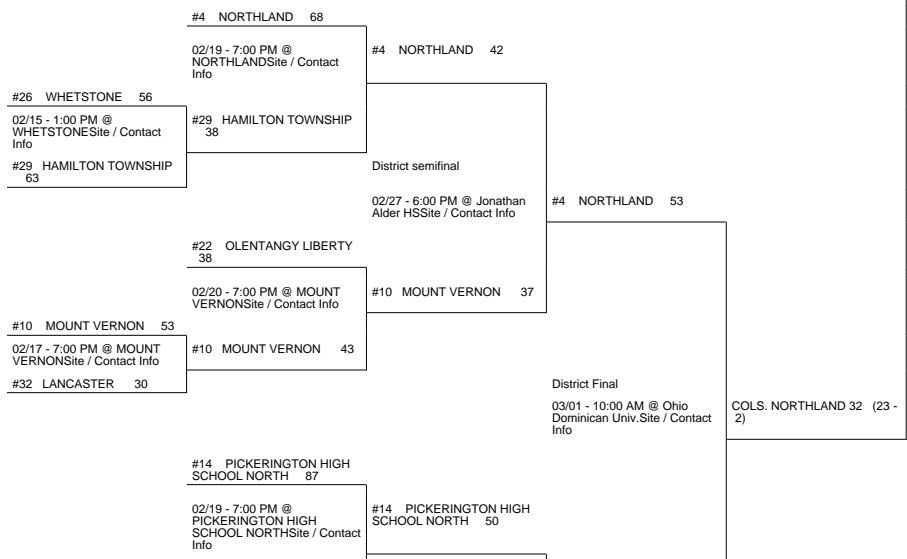 #4 NORTHLAND 68
02/19 - 7:00 PM @
NORTHLANDSite / Contact
Info
#4 NORTHLAND 42
#26 WHETSTONE 56
02/15 - 1:00 PM @
WHETSTONESite / Contact
Info
#29 HAMILTON TOWNSHIP
38
#29 HAMILTON TOWNSHIP
63
District semifinal
02/27 - 6:00 PM @ Jonathan
Alder HSSite / Contact Info
#4 NORTHLAND 53
#22 OLENTANGY LIBERTY
38
02/20 - 7:00 PM @ MOUNT
VERNONSite / Contact Info
#10 MOUNT VERNON 37
#10 MOUNT VERNON 53
02/17 - 7:00 PM @ MOUNT
VERNONSite / Contact Info
#10 MOUNT VERNON 43
#32 LANCASTER 30
District Final
03/01 - 10:00 AM @ Ohio
Dominican Univ.Site / Contact
Info
COLS. NORTHLAND 32 (23 -
2)
#14 PICKERINGTON HIGH
SCHOOL NORTH 87
02/19 - 7:00 PM @
PICKERINGTON HIGH
SCHOOL NORTHSite / Contact
Info
#14 PICKERINGTON HIGH
SCHOOL NORTH 50